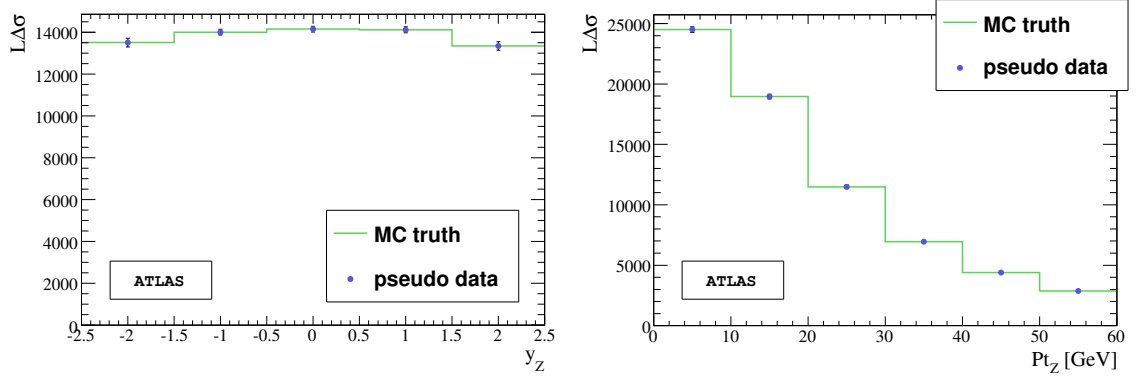 LΔσ
14000
12000
10000
8000
6000
4000
2000
0
MC truth
pseudo data
ATLAS
-2.5 -2 -1.5 -1 -0.5 0 0.5 1 1.5 2 2.5
y_Z
LΔσ
25000
20000
15000
10000
5000
0
MC truth
pseudo data
ATLAS
0 10 20 30 40 50 60
Pt_Z [GeV]